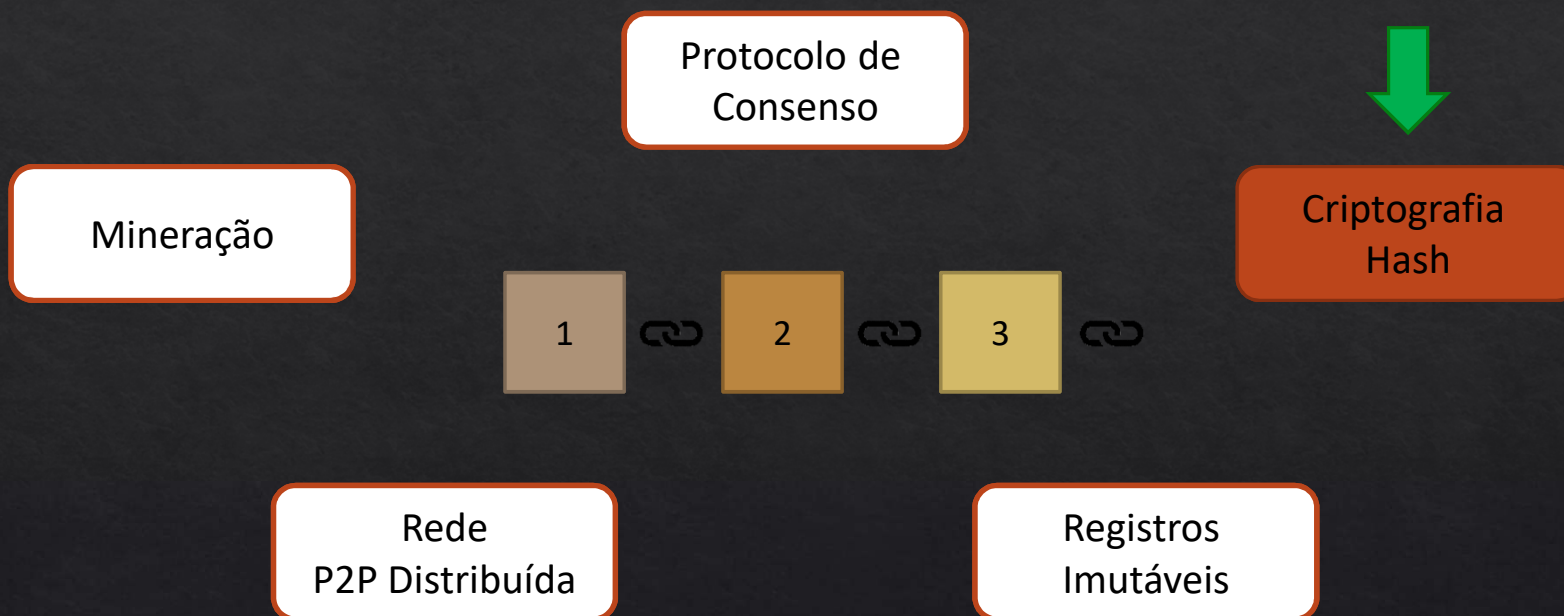 Protocolo de
Consenso
Mineração
Criptografia
Hash
1
2
3
Rede
P2P Distribuída
Registros
Imutáveis